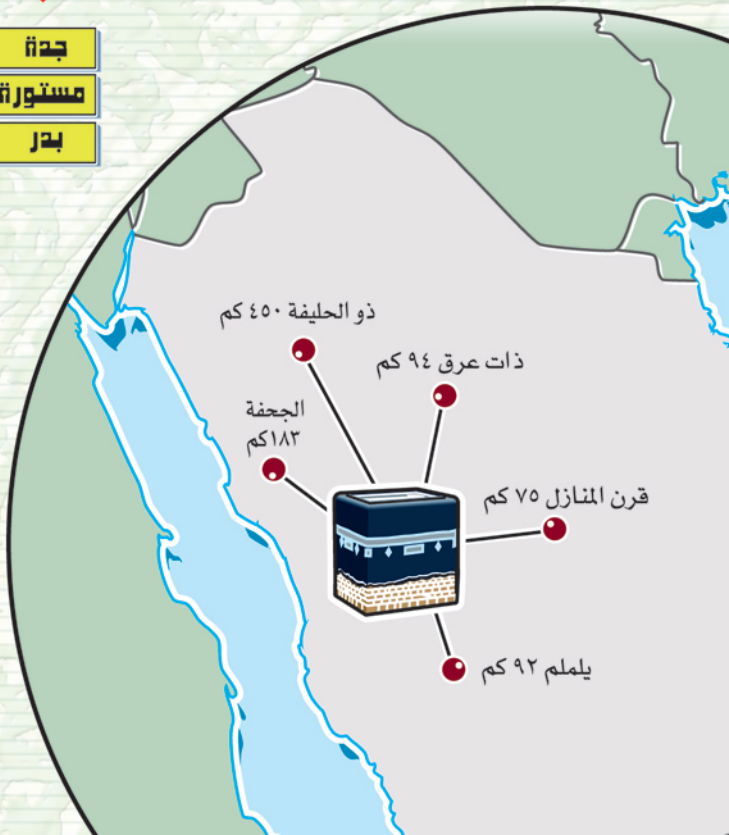 جدة
مستورة
بدر
ذو الحليفة ٤٥٠ كم
ذات عرق ٩٤ كم
الجحفة
١٨٣كم
قرن المنازل ٧٥ كم
يلملم ٩٢ كم